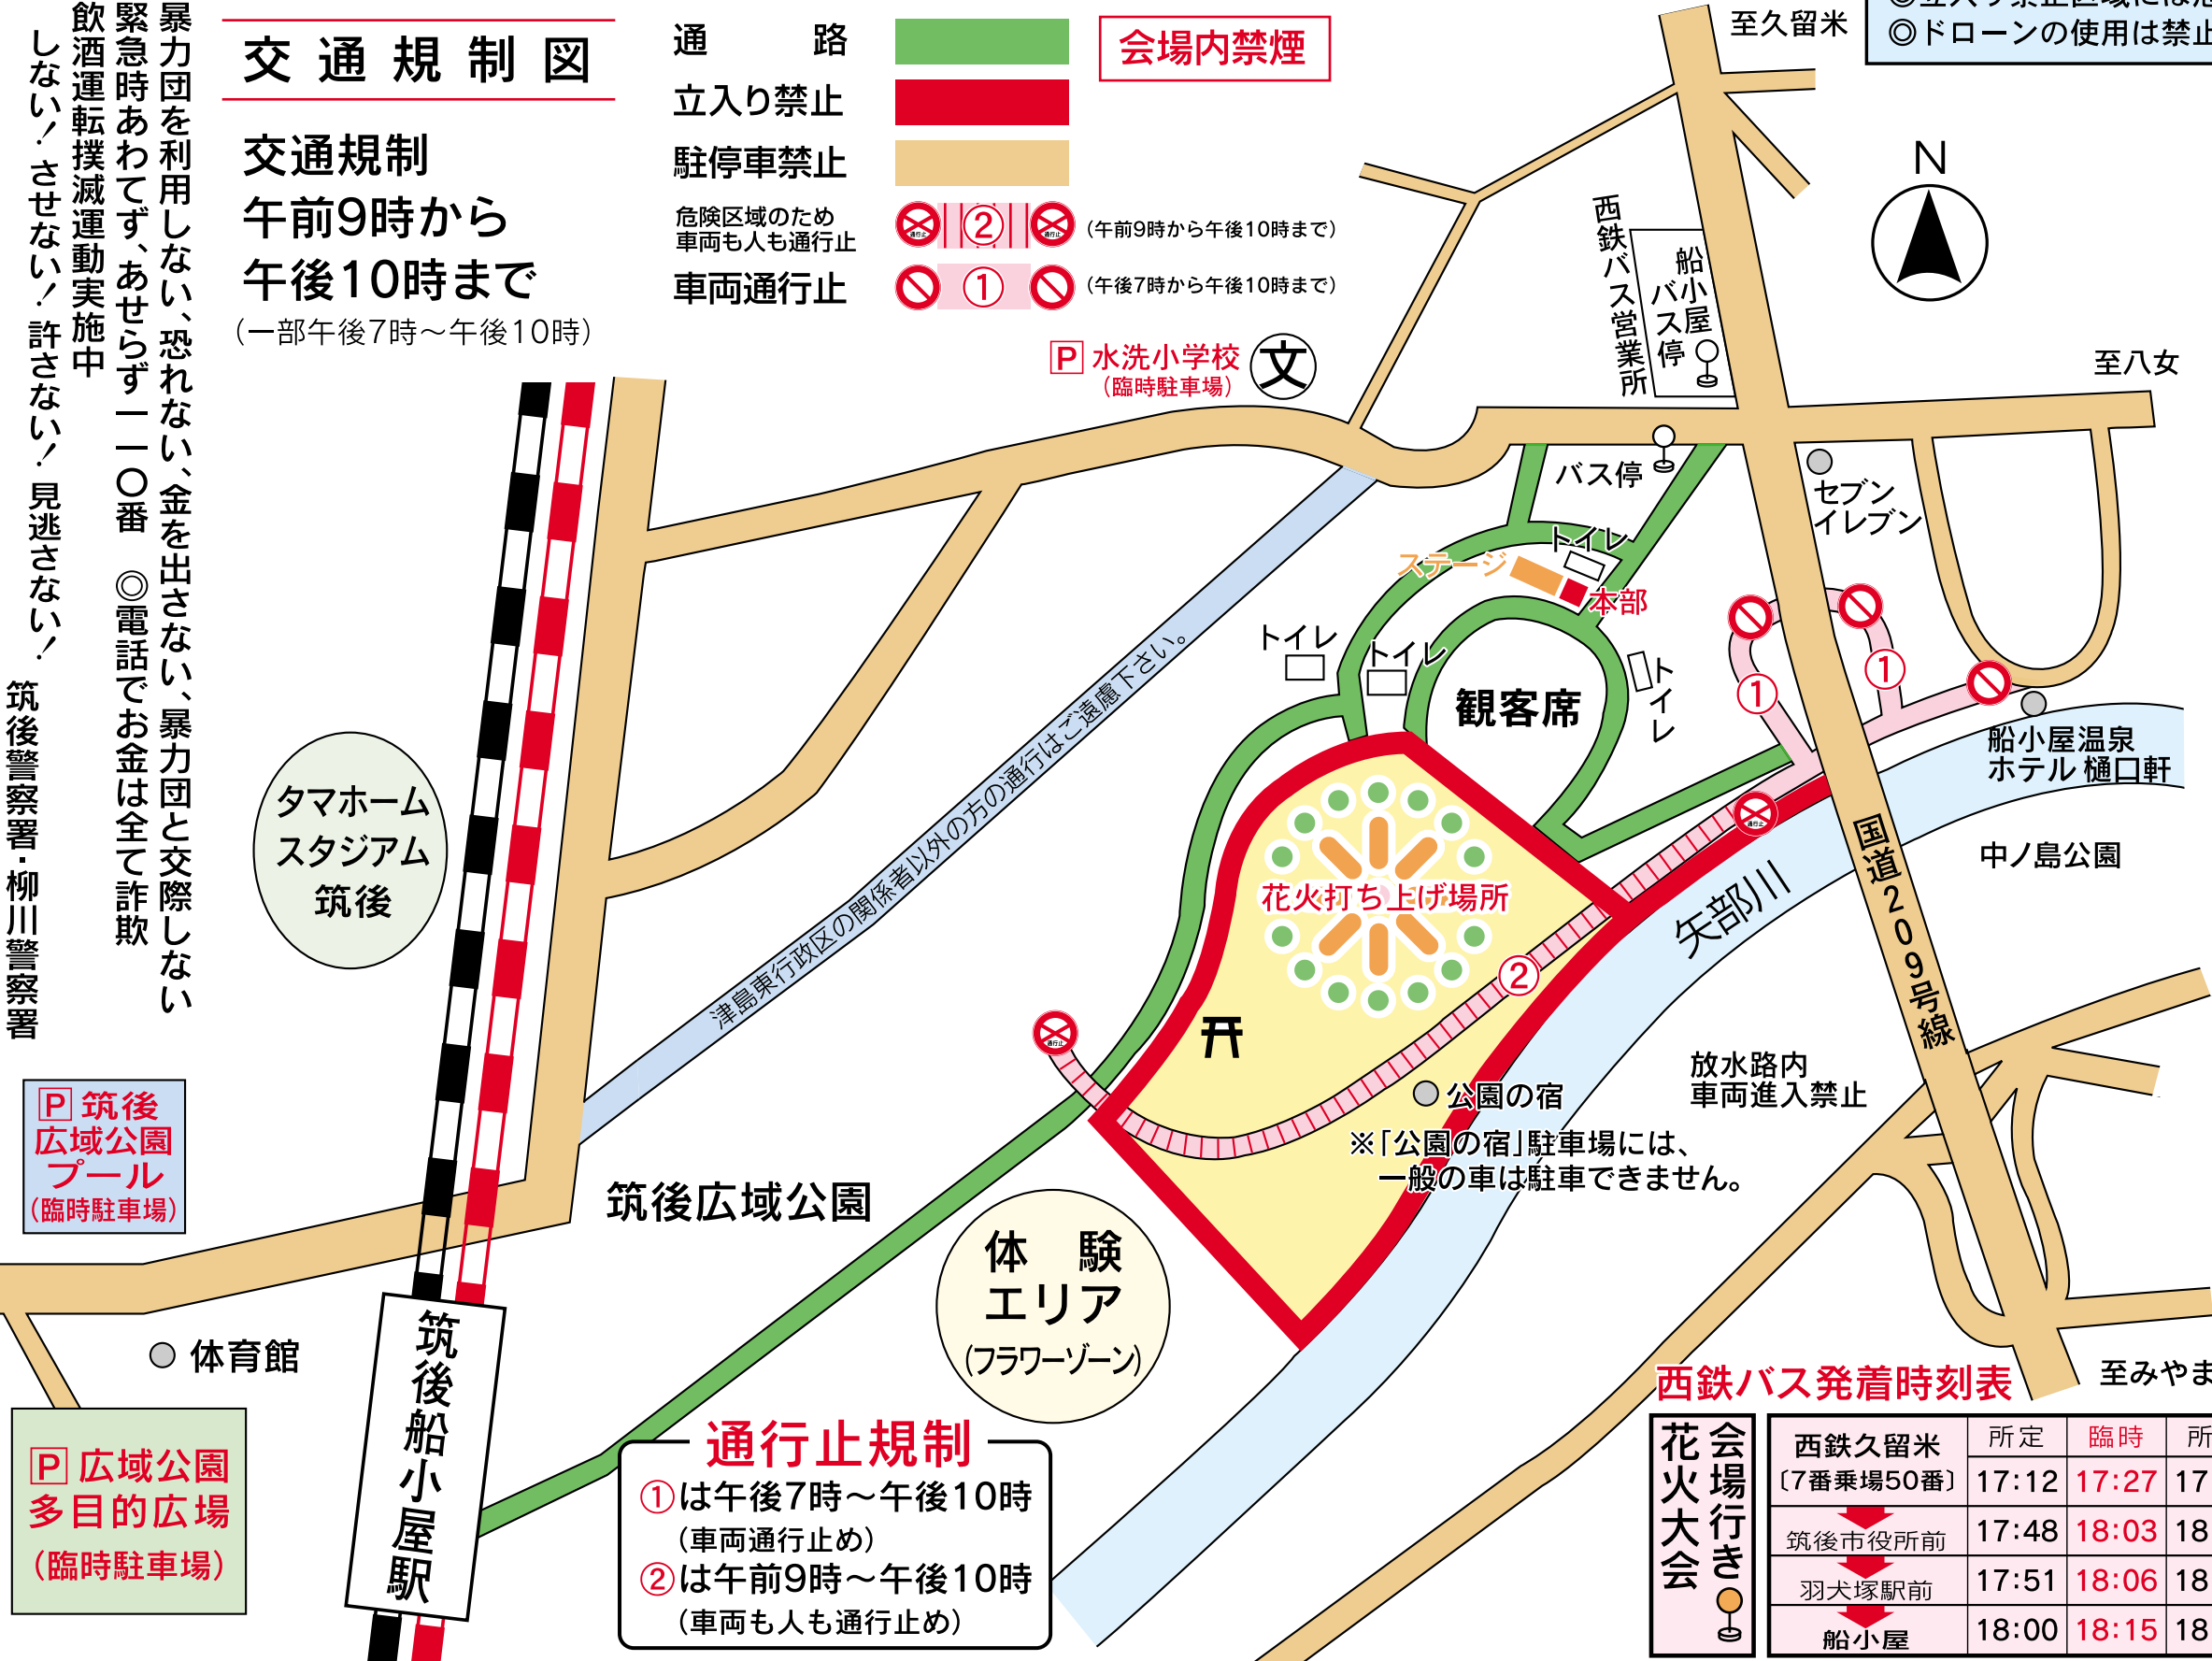 暴力団を利用しない、恐れない、金を出さない、暴力団と交際しない
緊急時あわてず、あせらず一一〇番　◎電話でお金は全て詐欺
飲酒運転撲滅運動実施中
しない！させない！許さない！見逃さない！
筑後警察署・柳川警察署
交通規制図
交通規制
午前9時から
午後10時まで
（一部午後7時～午後10時）
通路
立入り禁止
駐停車禁止
危険区域のため
車両も人も通行止
②
（午前9時から午後10時まで）
車両通行止
①
（午後7時から午後10時まで）
会場内禁煙
至久留米
◎ドローンの使用は禁止
N
西鉄バス営業所
船小屋
バス停
至八女
P 水洗小学校
（臨時駐車場）
文
バス停
セブン
イレブン
トイレ
ステージ
本部
トイレ
トイレ
トイレ
観客席
①
①
船小屋温泉
ホテル 樋口軒
中ノ島公園
国道209号線
矢部川
津島東行政区の関係者以外の方の通行はご遠慮下さい。
タマホーム
スタジアム
筑後
花火打ち上げ場所
②
公園の宿
※「公園の宿」駐車場には、
一般の車は駐車できません。
放水路内
車両進入禁止
P 筑後
広域公園
プール
（臨時駐車場）
筑後広域公園
体験
エリア
（フラワーゾーン）
体育館
筑後船小屋駅
P 広域公園
多目的広場
（臨時駐車場）
通行止規制
①は午後7時～午後10時
（車両通行止め）
②は午前9時～午後10時
（車両も人も通行止め）
至みやま
西鉄バス発着時刻表
花火大会
会場行き
西鉄久留米 所定 臨時 所
〔7番乗場50番〕 17:12 17:27 17
筑後市役所前 17:48 18:03 18
羽犬塚駅前 17:51 18:06 18
船小屋 18:00 18:15 18